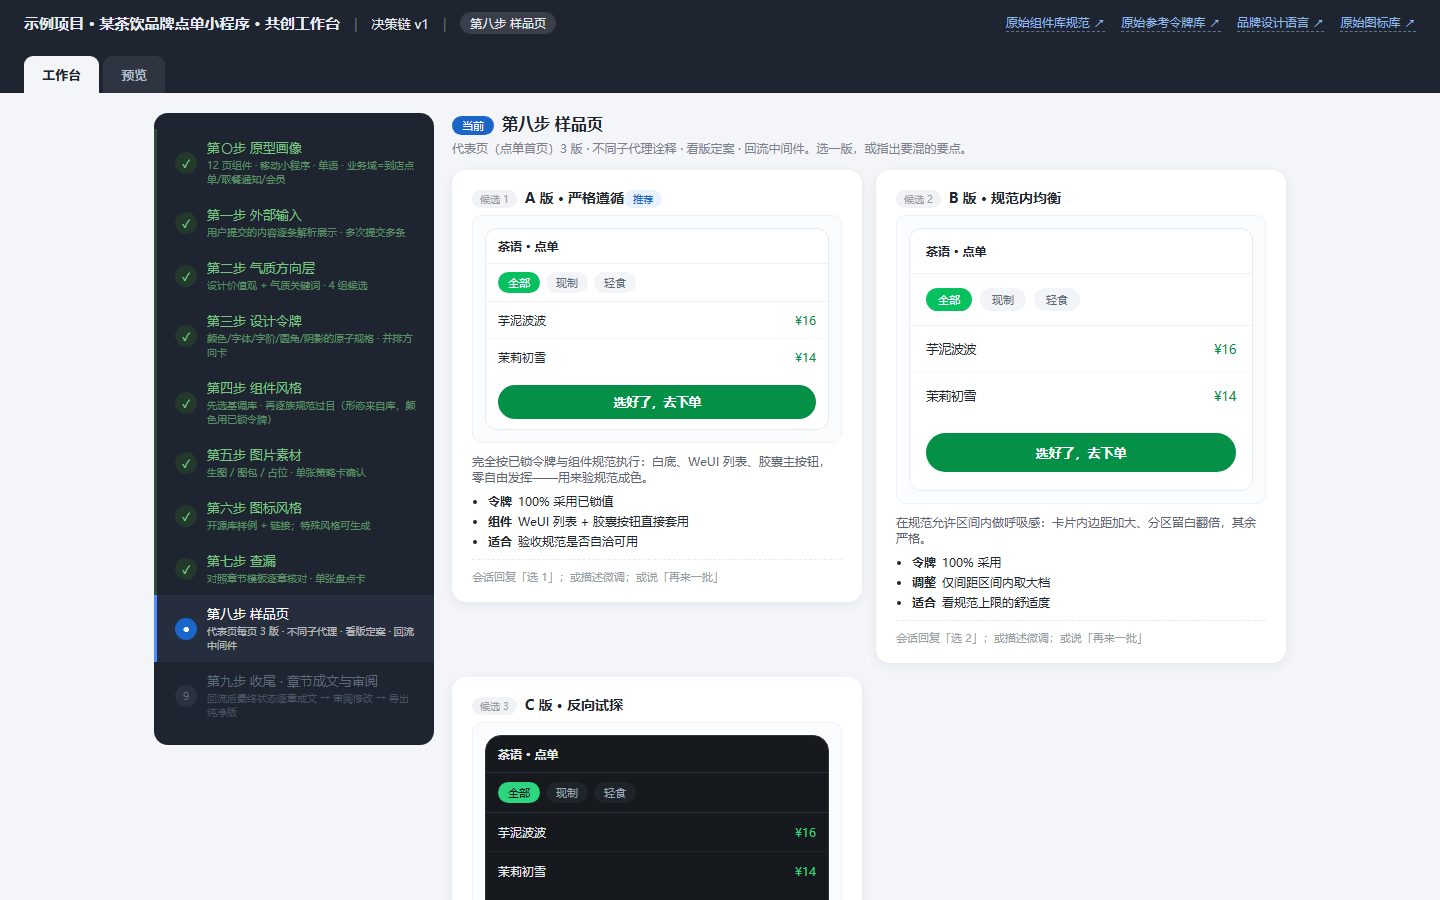 示例项目 • 某茶饮品牌点单小程序 • 共创工作台 | 决策链 v1 | 第八步 样品页
原始组件库规范 ↗ 原始参考令牌库 ↗ 品牌设计语言 ↗ 原始图标库 ↗
工作台 预览
✓ 第〇步 原型画像
12 页组件 · 移动小程序 · 单语 · 业务域=到店点
单/取餐通知/会员
✓ 第一步 外部输入
用户提交的内容逐条解析展示 · 多次提交多条
✓ 第二步 气质方向层
设计价值观 + 气质关键词 · 4 组候选
✓ 第三步 设计令牌
颜色/字体/字阶/圆角/阴影的原子规格 · 并排方
向卡
✓ 第四步 组件风格
先选基调库 · 再逐族规范过目（形态来自库，颜
色用已锁令牌）
✓ 第五步 图片素材
生图 / 图包 / 占位 · 单张策略卡确认
✓ 第六步 图标风格
开源库样例 + 链接；特殊风格可生成
✓ 第七步 查漏
对照章节模板逐章核对 · 单张盘点卡
第八步 样品页
代表页每页 3 版 · 不同子代理 · 看版定案 · 回流
中间件
9 第九步 收尾 · 章节成文与审阅
回流后最终状态逐章成文 → 审阅修改 → 导出
纯净版
当前 第八步 样品页
代表页（点单首页）3 版 · 不同子代理诠释 · 看版定案 · 回流中间件。选一版，或指出要混的要点。
候选 1 A 版 • 严格遵循 推荐
茶语 • 点单
全部 现制 轻食
芋泥波波 ¥16
茉莉初雪 ¥14
选好了，去下单
完全按已锁令牌与组件规范执行：白底、WeUI 列表、胶囊主按钮，
零自由发挥——用来验规范成色。
• 令牌 100% 采用已锁值
• 组件 WeUI 列表 + 胶囊按钮直接套用
• 适合 验收规范是否自洽可用
会话回复「选 1」；或描述微调；或说「再来一批」
候选 2 B 版 • 规范内均衡
茶语 • 点单
全部 现制 轻食
芋泥波波 ¥16
茉莉初雪 ¥14
选好了，去下单
在规范允许区间内做呼吸感：卡片内边距加大、分区留白翻倍，其余
严格。
• 令牌 100% 采用
• 调整 仅间距区间内取大档
• 适合 看规范上限的舒适度
会话回复「选 2」；或描述微调；或说「再来一批」
候选 3 C 版 • 反向试探
茶语 • 点单
全部 现制 轻食
芋泥波波 ¥16
茉莉初雪 ¥14